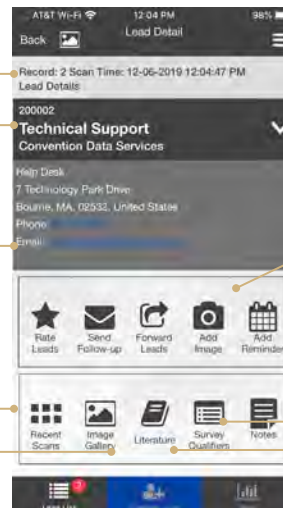 AT&T Wi-Fi 12:04 PM 98%
Back Lead Detail
Record: 2 Scan Time: 12-06-2019 12:04:47 PM
Lead Details
200002
Technical Support
Convention Data Services
Help Desk
7 Technology Park Drive
Bourne, MA, 02532, United States
Phone
Email
Rate Leads
Send Follow-up
Forward Leads
Add Image
Add Reminder
Recent Scans
Image Gallery
Literature
Survey Qualifiers
Notes